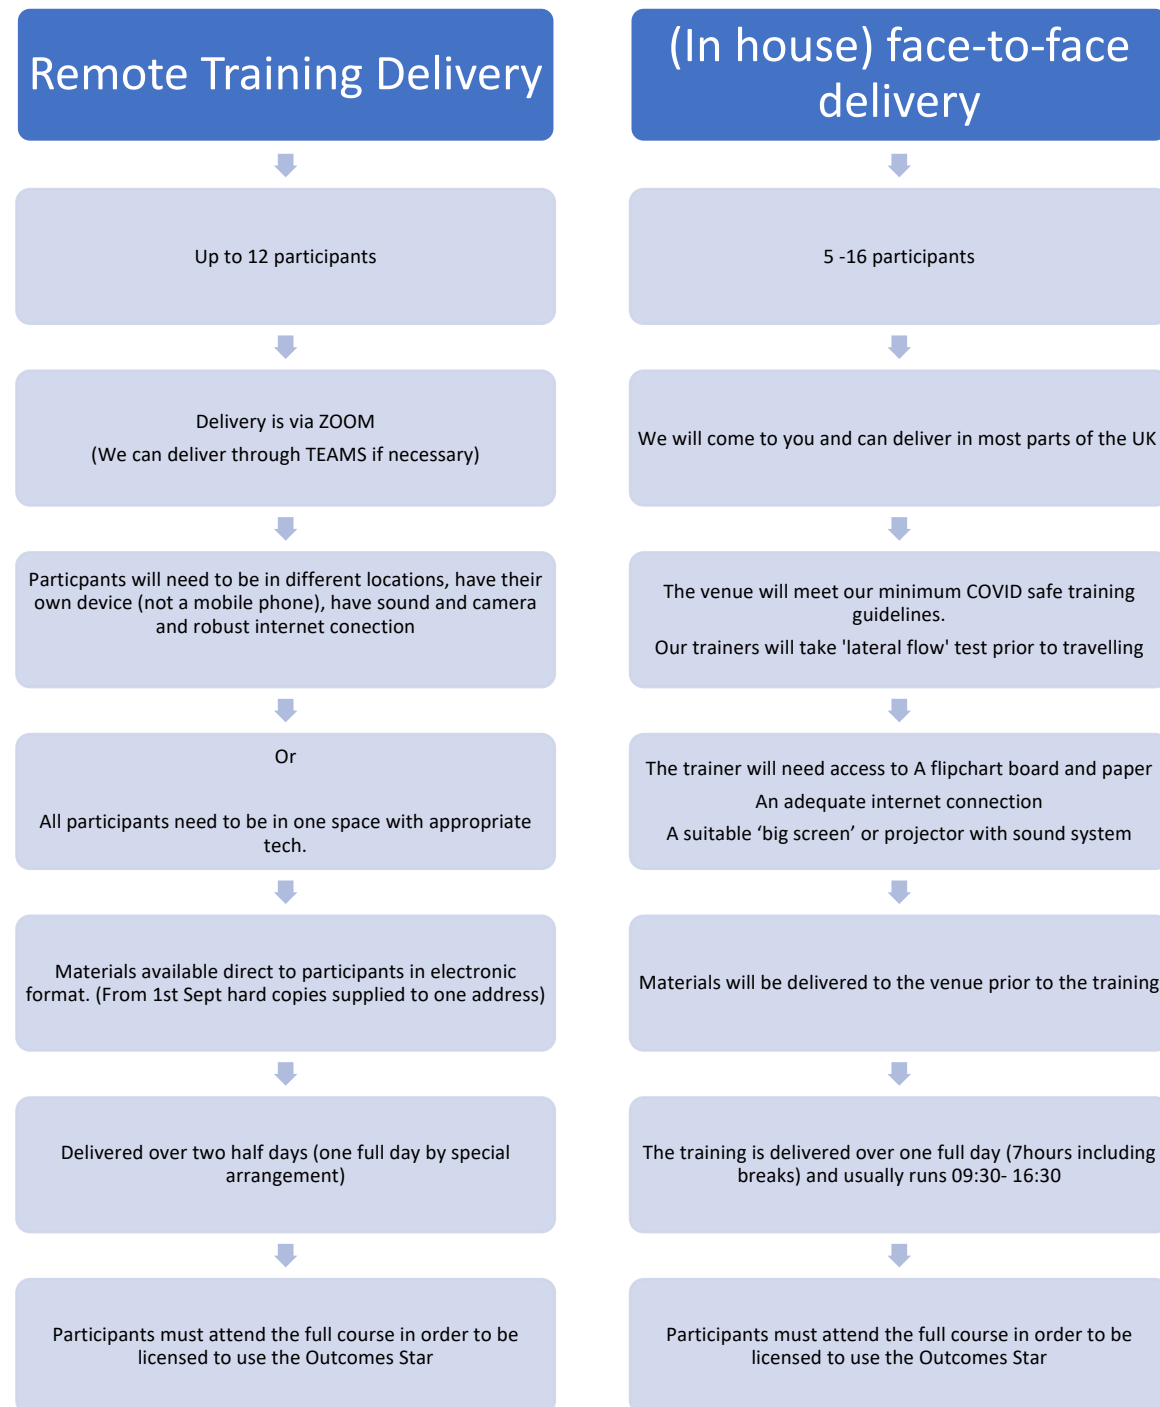 Remote Training Delivery
Up to 12 participants
Delivery is via ZOOM
(We can deliver through TEAMS if necessary)
Particpants will need to be in different locations, have their
own device (not a mobile phone), have sound and camera
and robust internet conection
Or
All participants need to be in one space with appropriate
tech.
Materials available direct to participants in electronic
format. (From 1st Sept hard copies supplied to one address)
Delivered over two half days (one full day by special
arrangement)
Participants must attend the full course in order to be
licensed to use the Outcomes Star
(In house) face-to-face
delivery
5 -16 participants
We will come to you and can deliver in most parts of the UK
The venue will meet our minimum COVID safe training
guidelines.
Our trainers will take 'lateral flow' test prior to travelling
The trainer will need access to A flipchart board and paper
An adequate internet connection
A suitable ‘big screen’ or projector with sound system
Materials will be delivered to the venue prior to the training
The training is delivered over one full day (7hours including
breaks) and usually runs 09:30- 16:30
Participants must attend the full course in order to be
licensed to use the Outcomes Star